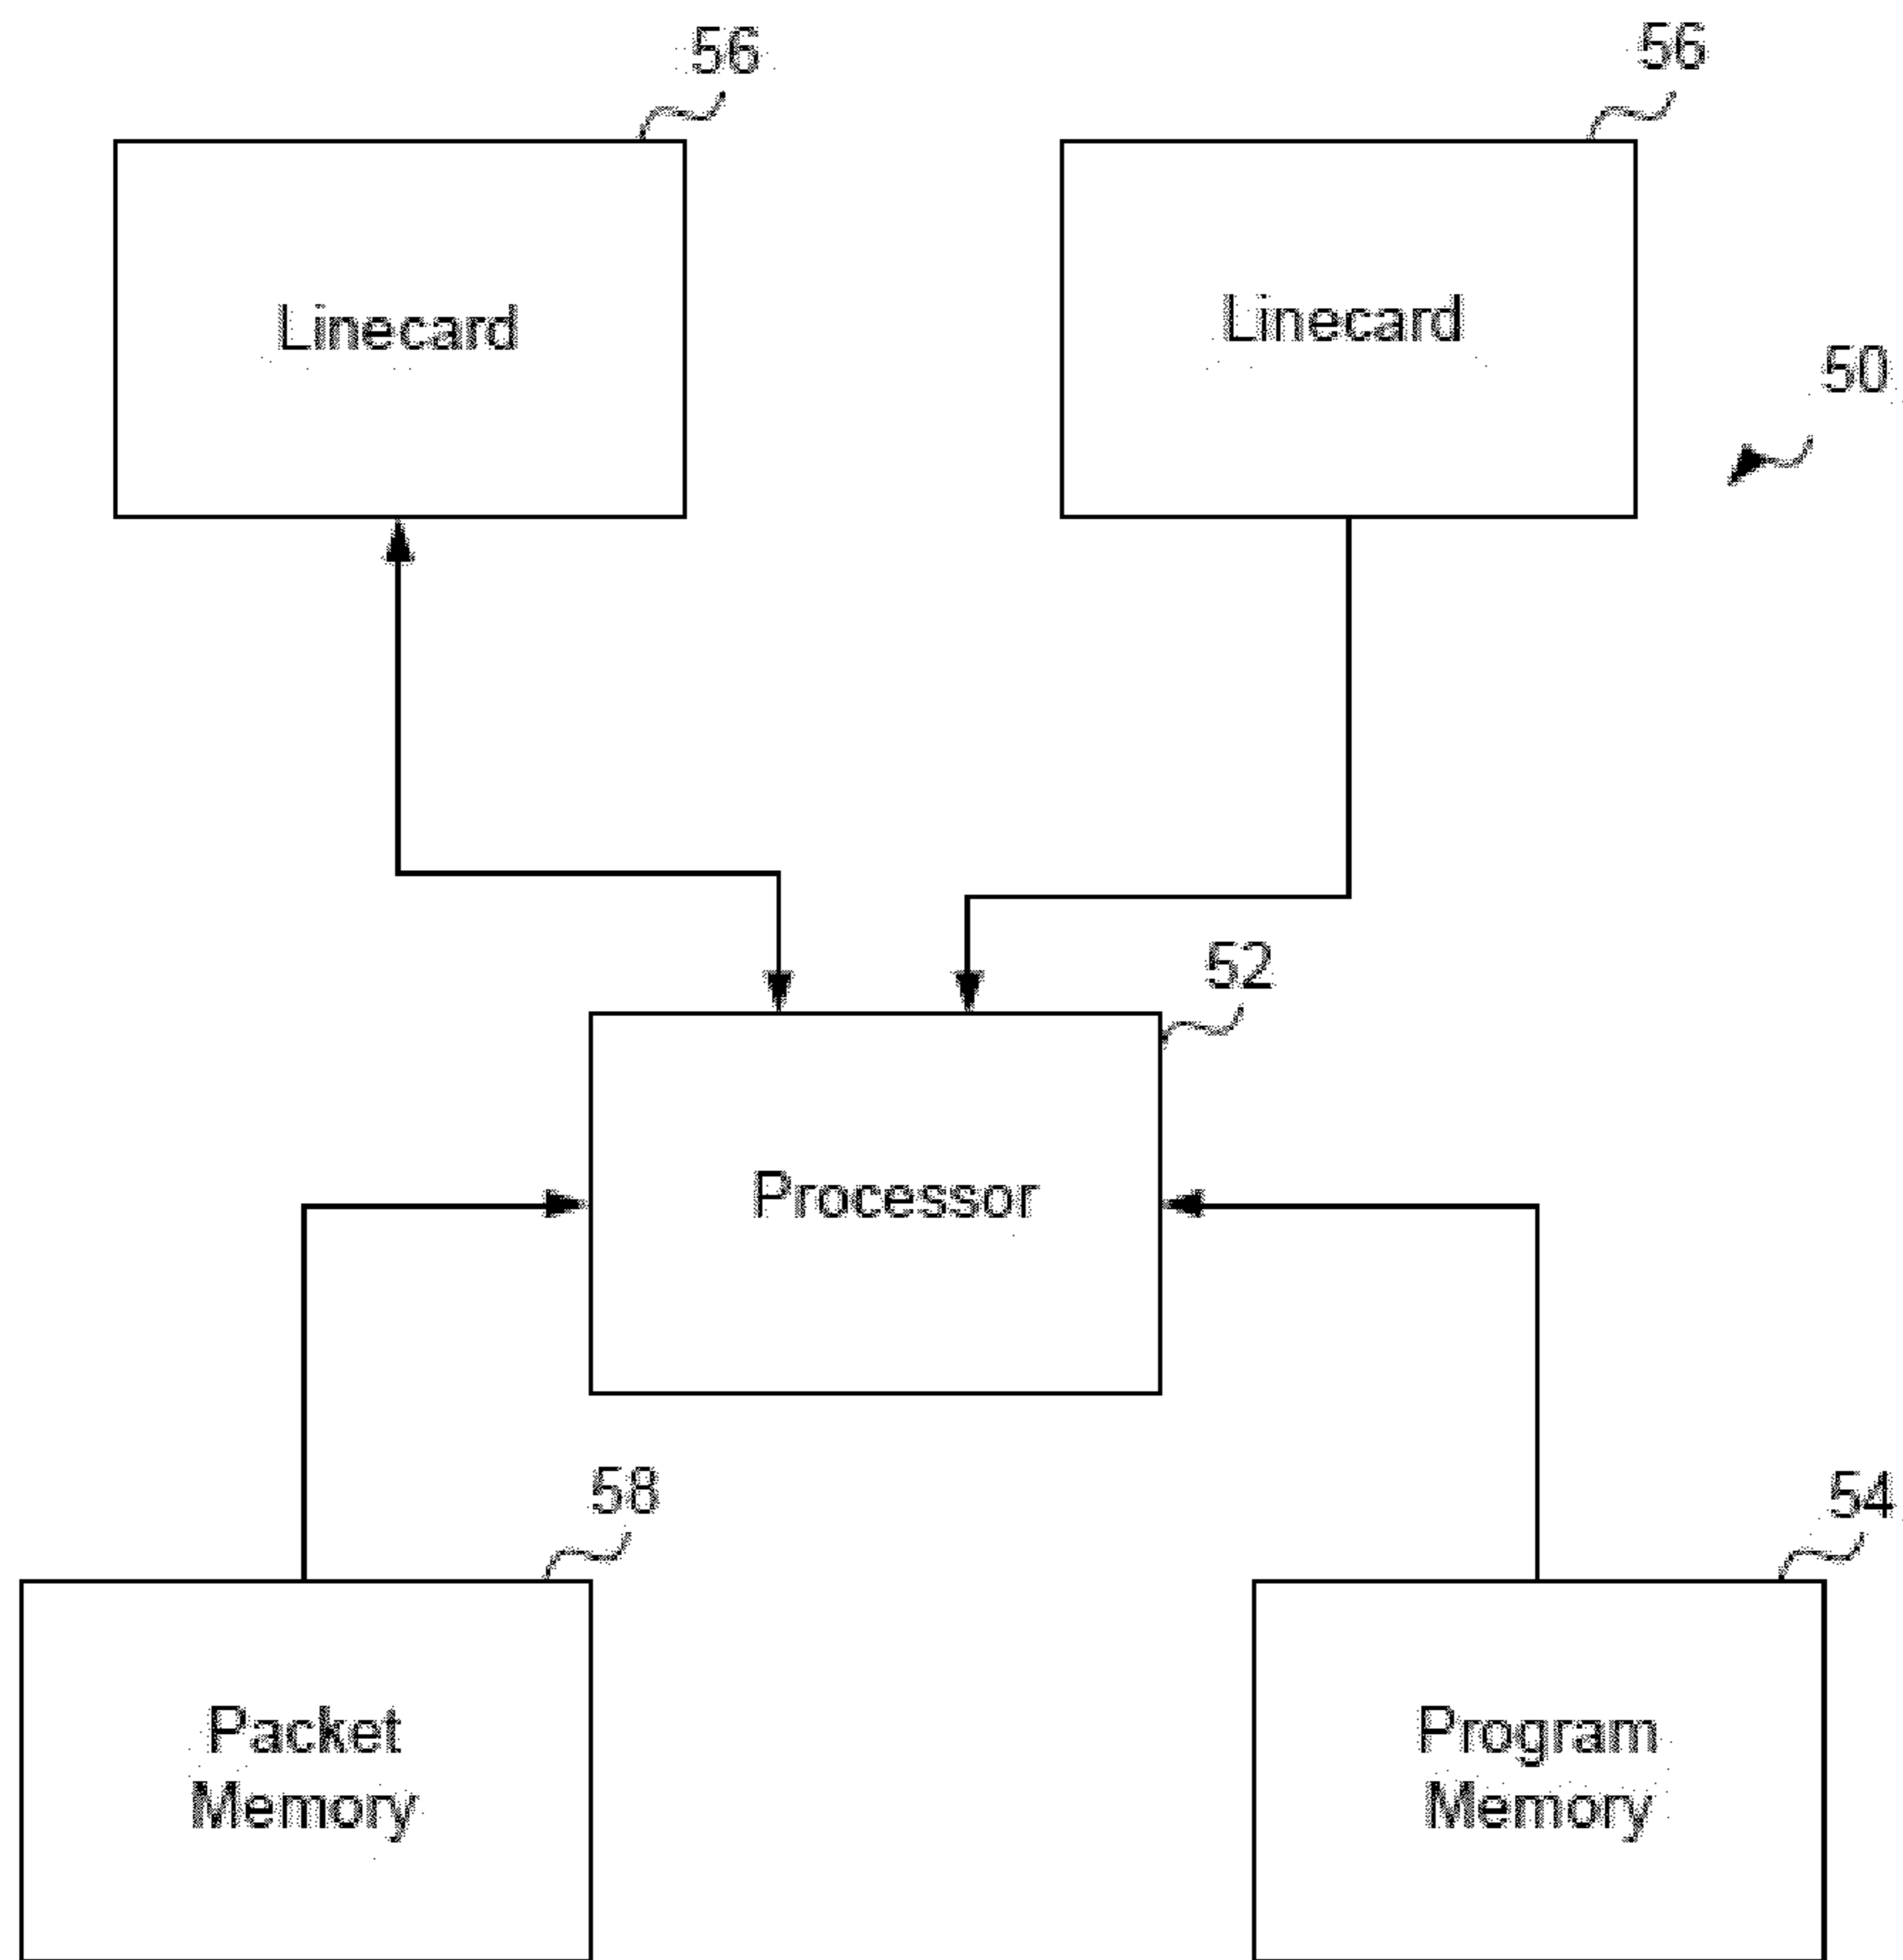 56
56
Linecard
Linecard
50
52
Processor
58
54
Packet
Memory
Program
Memory